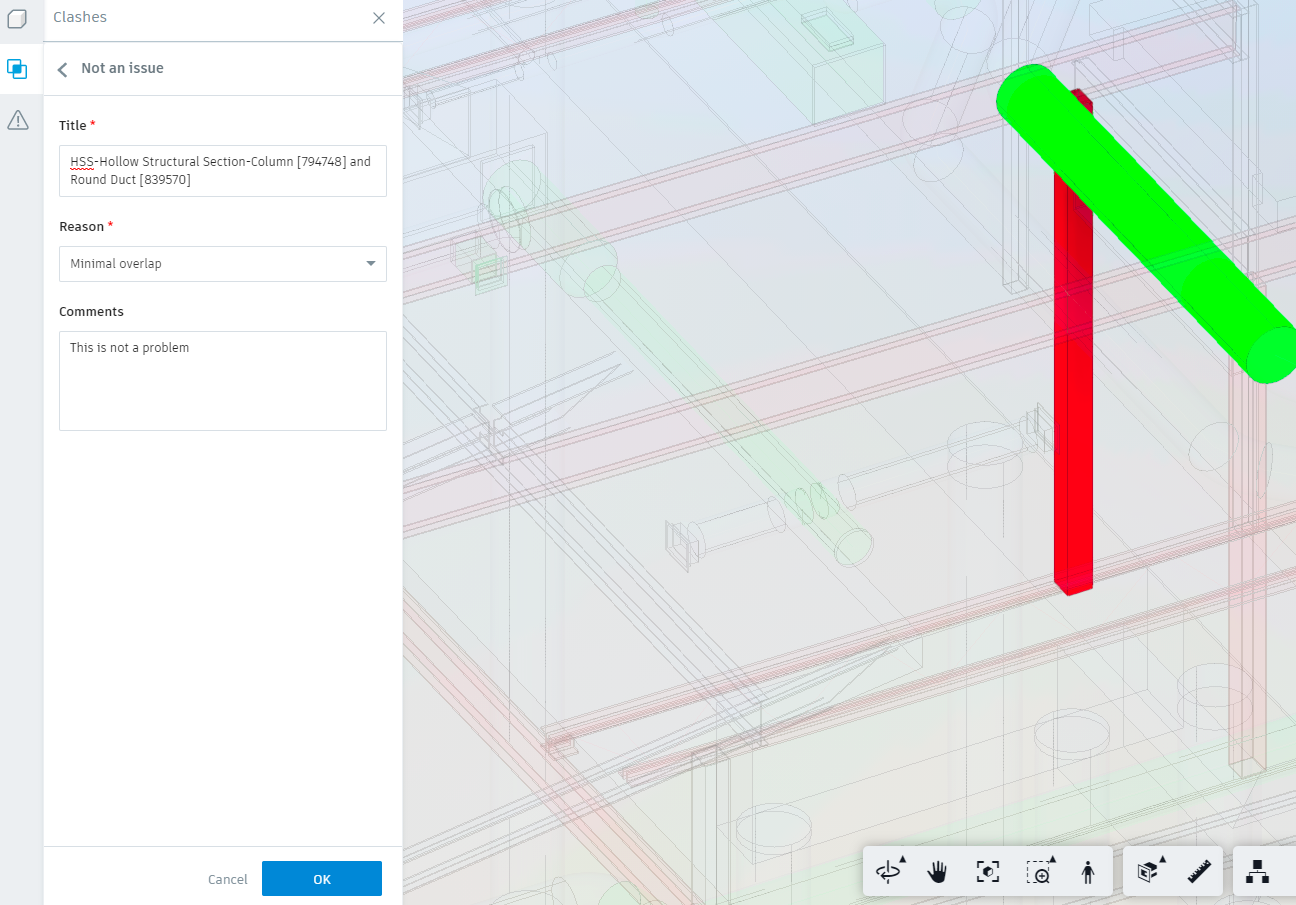 Clashes
Not an issue
Title *
HSS-Hollow Structural Section-Column [794748] and
Round Duct [839570]
Reason *
Minimal overlap
Comments
This is not a problem
Cancel
OK